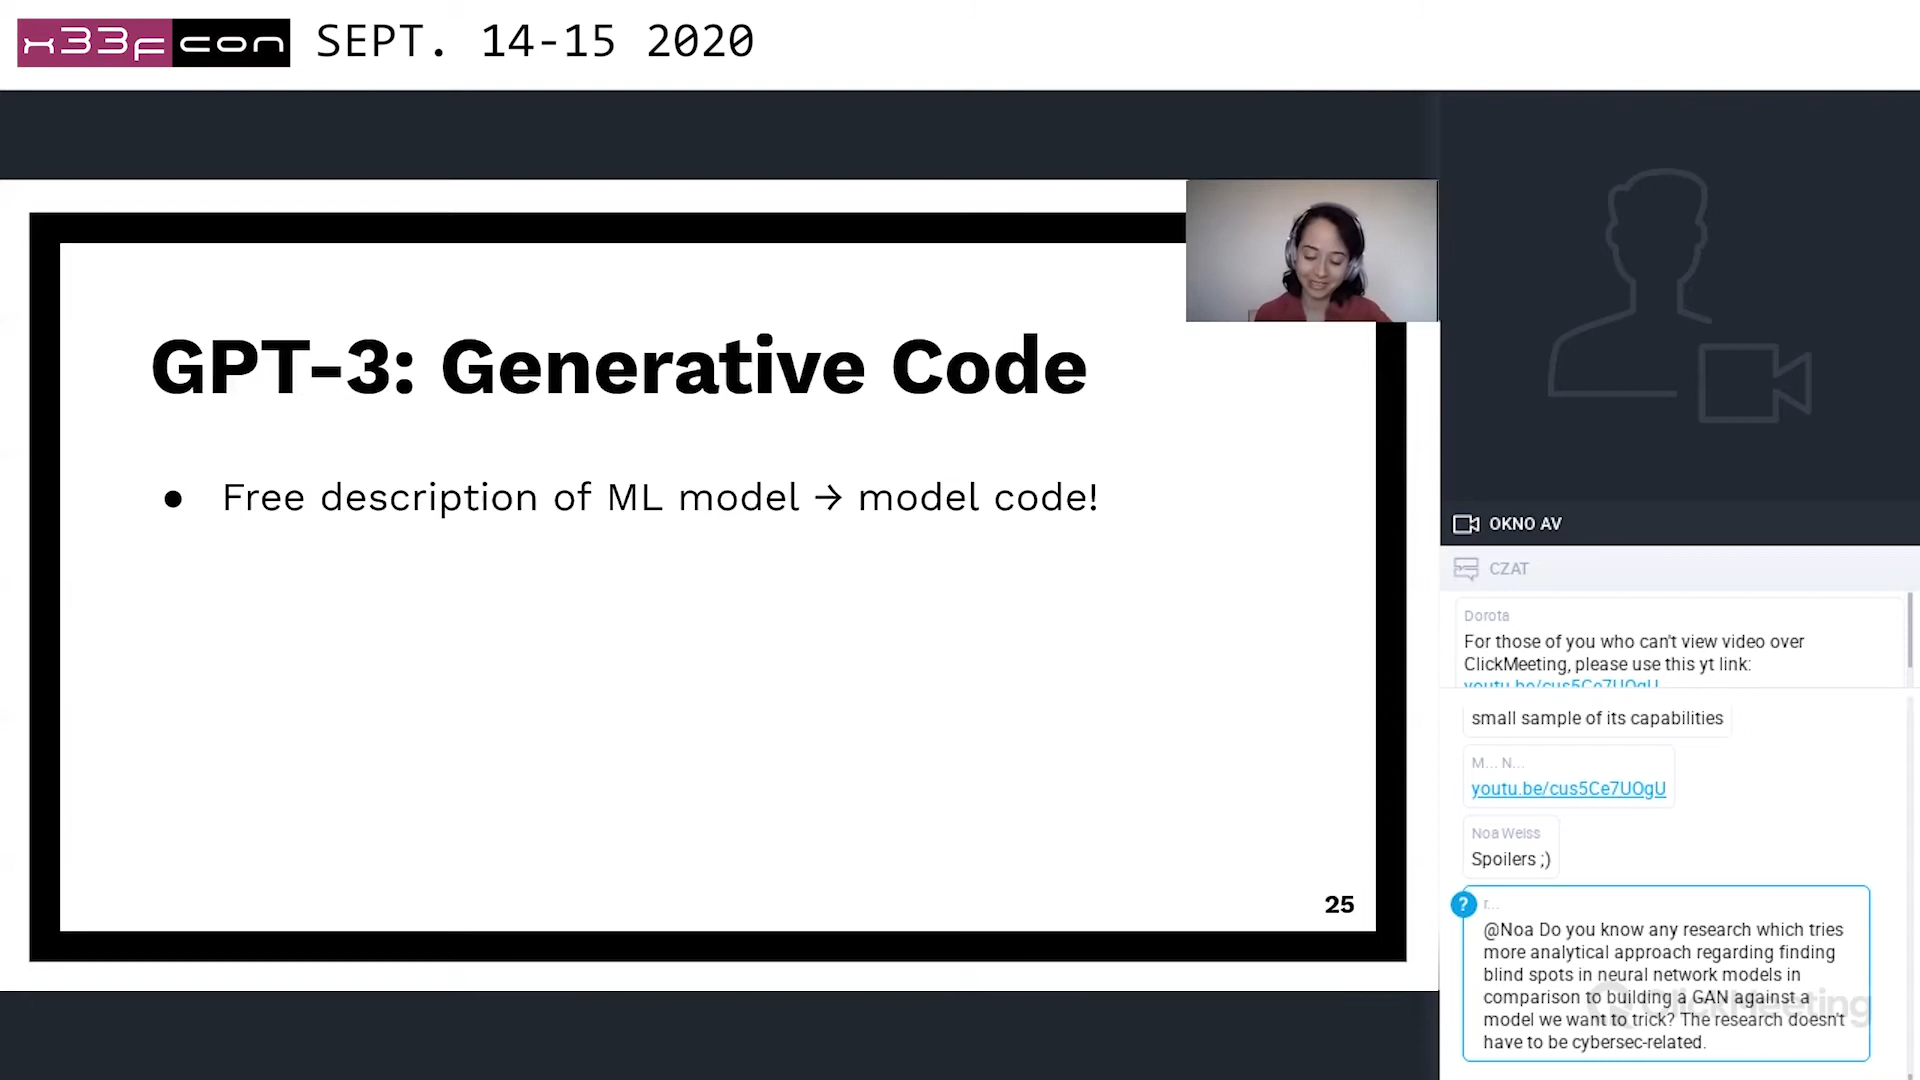 x33fcon SEPT. 14-15 2020
GPT-3: Generative Code
● Free description of ML model → model code!
25
OKNO AV
CZAT
Dorota
For those of you who can't view video over
ClickMeeting, please use this yt link:
youtu.be/cus5Ce7UOgU
small sample of its capabilities
M... N...
youtu.be/cus5Ce7UOgU
Noa Weiss
Spoilers ;)
? r...
@Noa Do you know any research which tries
more analytical approach regarding finding
blind spots in neural network models in
comparison to building a GAN against a
model we want to trick? The research doesn't
have to be cybersec-related.
ClickMeeting